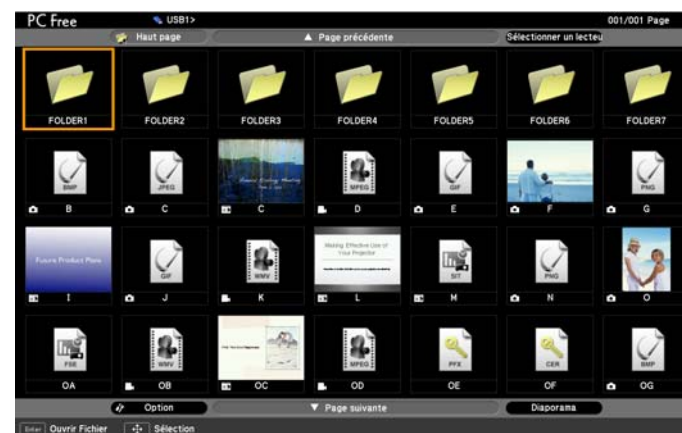 PC Free USB1> 001/001 Page
Haut page Page précédente Sélectionner un lecteu
FOLDER1 FOLDER2 FOLDER3 FOLDER4 FOLDER5 FOLDER6 FOLDER7
BMP JPEG MPEG GIF PNG
B C C D E F G
Future Product Plans GIF WMV Making Effective Use of
Your Projector
SIT PNG
I J K L M N O
FSE WMV MPEG PFX CER BMP
OA OB OC OD OE OF OG
Option Page suivante Diaporama
Enter Ouvrir Fichier Sélection